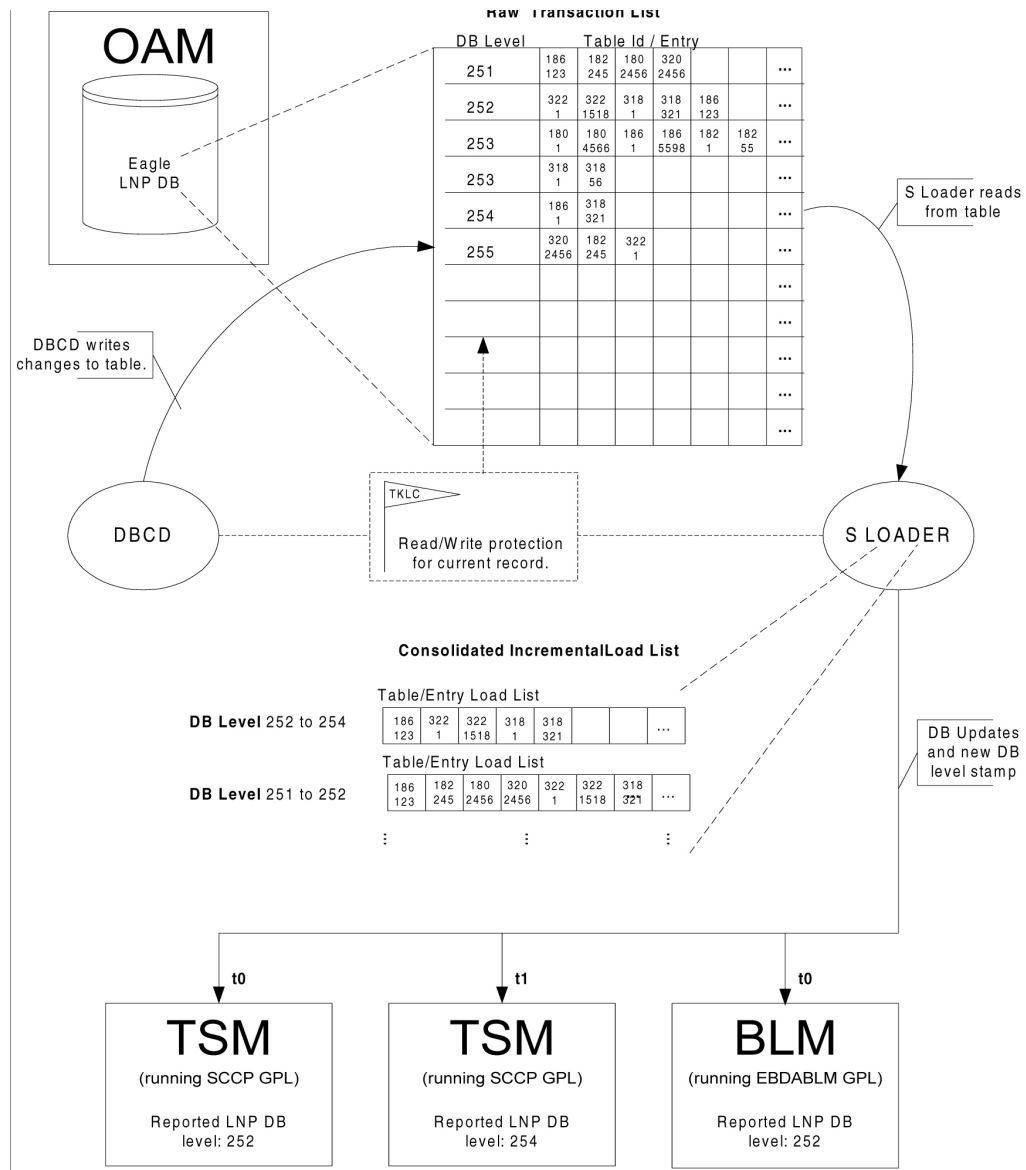 Raw Transaction List
OAM
DB Level Table Id / Entry
251 186 182 180 320 ...
123 245 2456 2456
252 322 322 318 318 186 ...
1 1518 1 321 123
253 180 180 186 186 182 182 ...
1 4566 1 5598 1 55
253 318 318 ...
1 56
254 186 318 ...
1 321
255 320 182 322 ...
2456 245 1
...
...
...
...
...
Eagle
LNP DB
S Loader reads
from table
DBCD writes
changes to table.
TKLC
DBCD
Read/Write protection
for current record.
S LOADER
Consolidated IncrementalLoad List
Table/Entry Load List
DB Level 252 to 254
186 322 322 318 318 ...
123 1 1518 1 321
Table/Entry Load List
DB Level 251 to 252
186 182 180 320 322 322 318 ...
123 245 2456 2456 1 1518 321
... ... ...
DB Updates
and new DB
level stamp
t0 t1 t0
TSM
(running SCCP GPL)
Reported LNP DB
level: 252
TSM
(running SCCP GPL)
Reported LNP DB
level: 254
BLM
(running EBDABLM GPL)
Reported LNP DB
level: 252